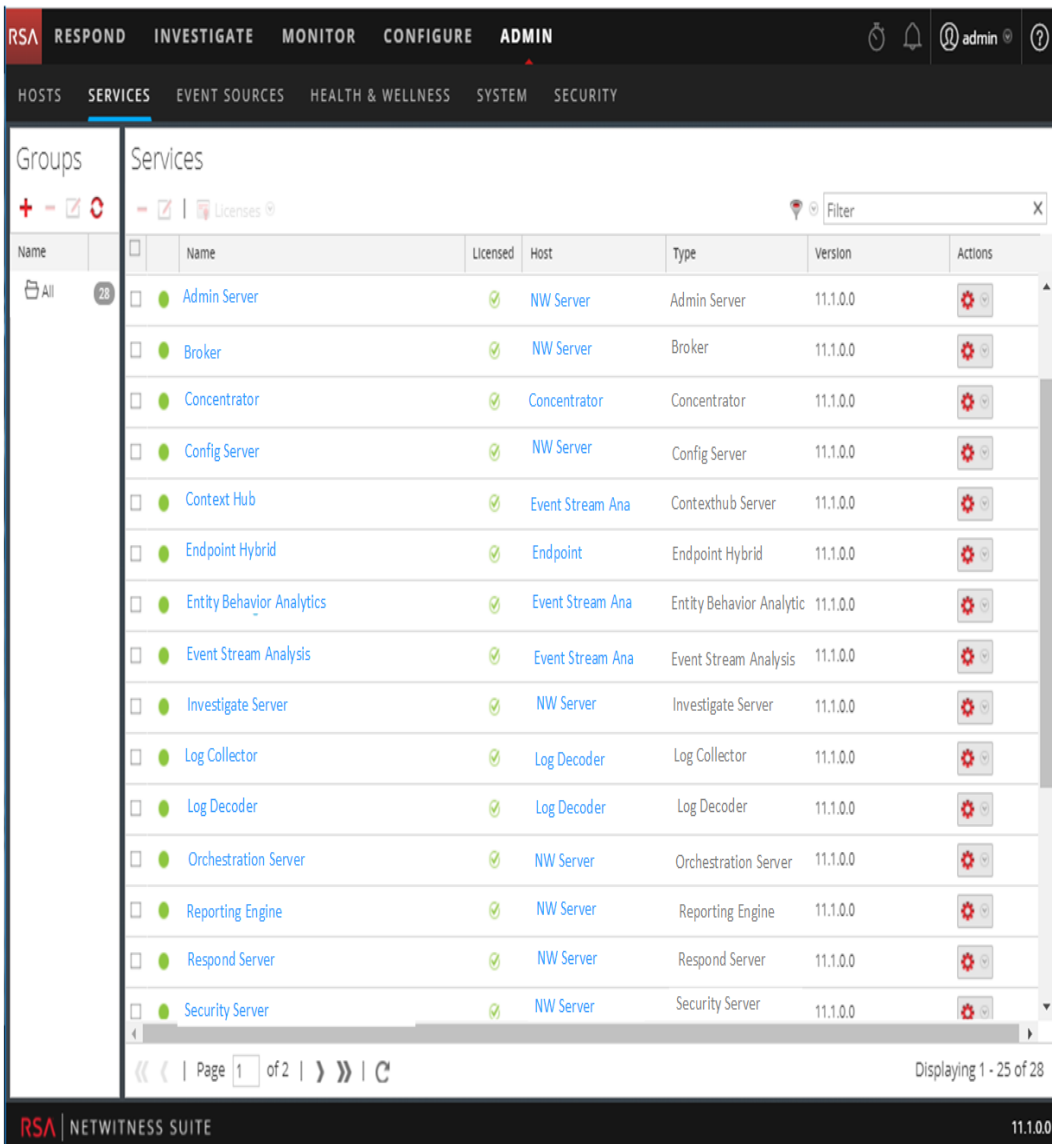 RSA RESPOND INVESTIGATE MONITOR CONFIGURE ADMIN admin ?
HOSTS SERVICES EVENT SOURCES HEALTH & WELLNESS SYSTEM SECURITY
Groups
Name
All 28
Services
Licenses
Filter X
Name Licensed Host Type Version Actions
Admin Server NW Server Admin Server 11.1.0.0
Broker NW Server Broker 11.1.0.0
Concentrator Concentrator Concentrator 11.1.0.0
Config Server NW Server Config Server 11.1.0.0
Context Hub Event Stream Ana Contexthub Server 11.1.0.0
Endpoint Hybrid Endpoint Endpoint Hybrid 11.1.0.0
Entity Behavior Analytics Event Stream Ana Entity Behavior Analytic 11.1.0.0
Event Stream Analysis Event Stream Ana Event Stream Analysis 11.1.0.0
Investigate Server NW Server Investigate Server 11.1.0.0
Log Collector Log Decoder Log Collector 11.1.0.0
Log Decoder Log Decoder Log Decoder 11.1.0.0
Orchestration Server NW Server Orchestration Server 11.1.0.0
Reporting Engine NW Server Reporting Engine 11.1.0.0
Respond Server NW Server Respond Server 11.1.0.0
Security Server NW Server Security Server 11.1.0.0
Page 1 of 2 Displaying 1 - 25 of 28
RSA NETWITNESS SUITE 11.1.0.0